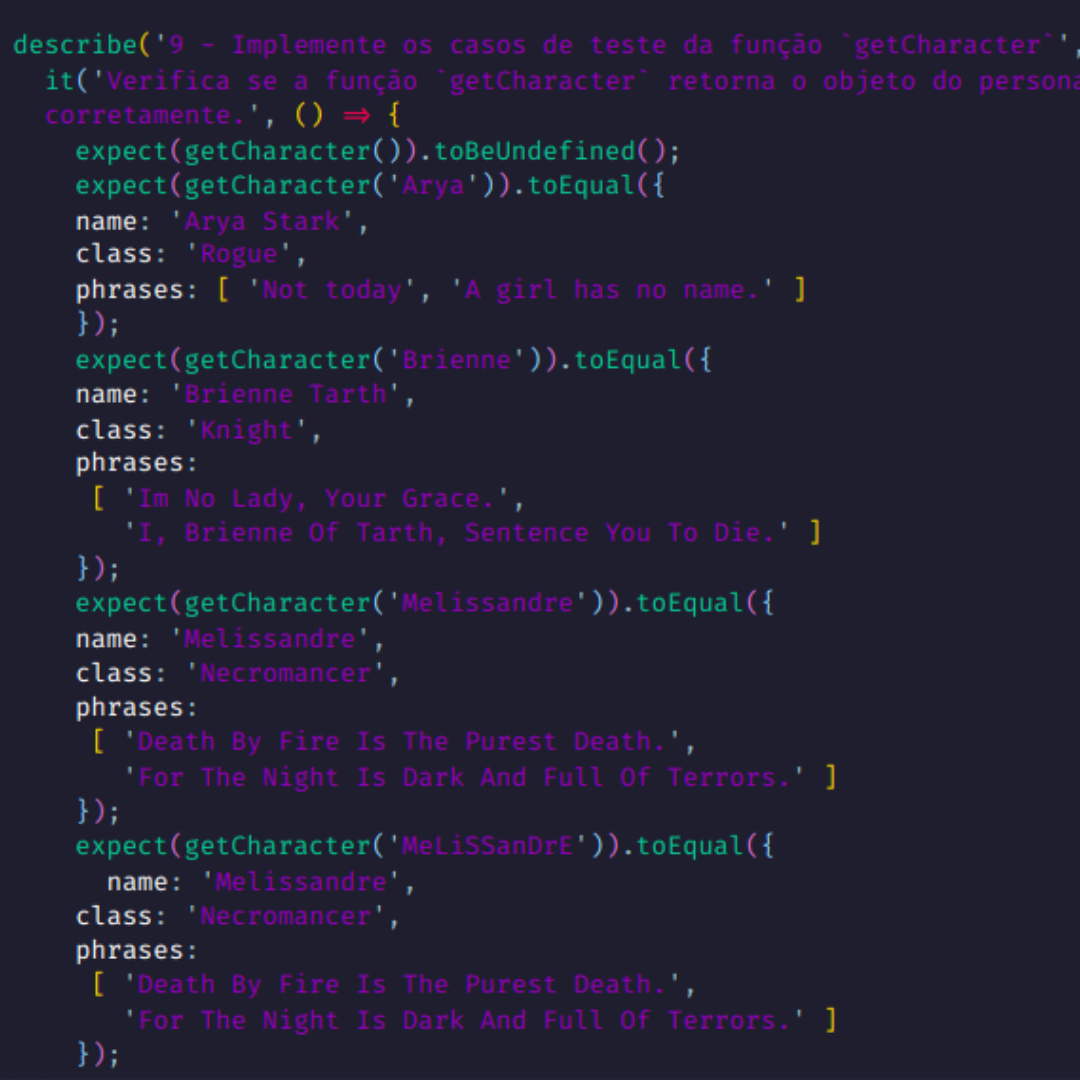 describe('9 - Implemente os casos de teste da função `getCharacter`',
it('Verifica se a função `getCharacter` retorna o objeto do persona
corretamente.', () => {
expect(getCharacter()).toBeUndefined();
expect(getCharacter('Arya')).toEqual({
name: 'Arya Stark',
class: 'Rogue',
phrases: [ 'Not today', 'A girl has no name.' ]
});
expect(getCharacter('Brienne')).toEqual({
name: 'Brienne Tarth',
class: 'Knight',
phrases:
[ 'Im No Lady, Your Grace.',
'I, Brienne Of Tarth, Sentence You To Die.' ]
});
expect(getCharacter('Melissandre')).toEqual({
name: 'Melissandre',
class: 'Necromancer',
phrases:
[ 'Death By Fire Is The Purest Death.',
'For The Night Is Dark And Full Of Terrors.' ]
});
expect(getCharacter('MeLiSSanDrE')).toEqual({
name: 'Melissandre',
class: 'Necromancer',
phrases:
[ 'Death By Fire Is The Purest Death.',
'For The Night Is Dark And Full Of Terrors.' ]
});